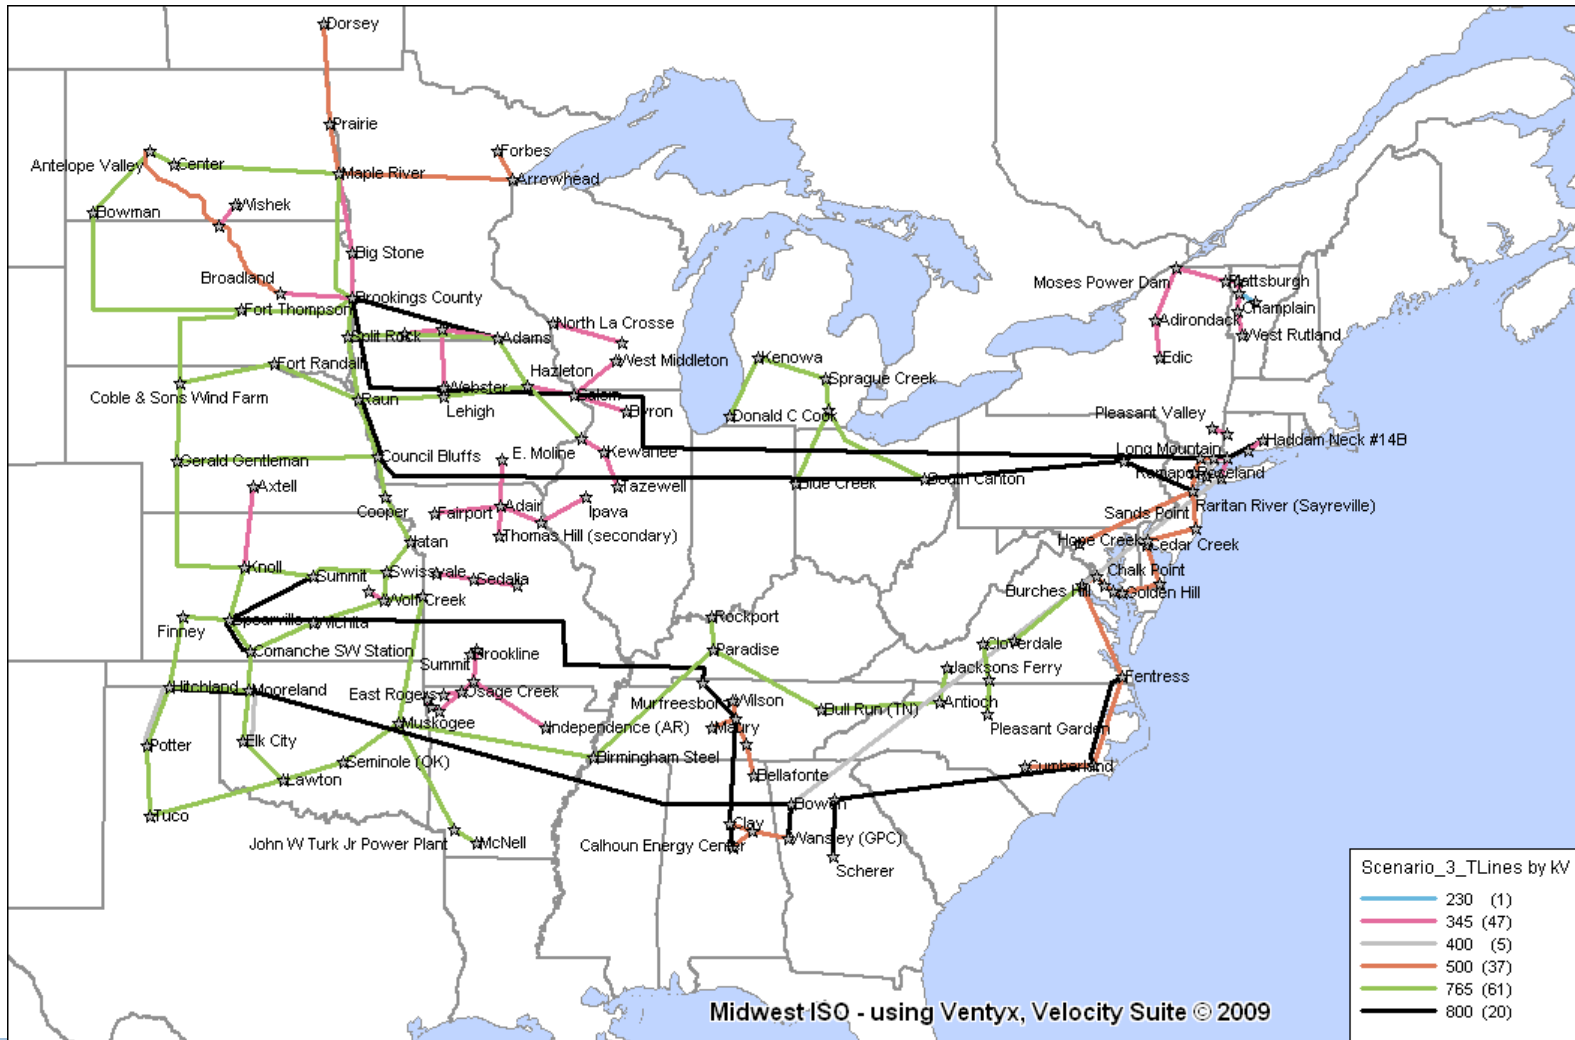 Dorsey
Prairie
Forbes
Antelope Valley
Center
Maple River
Arrowhead
Wishek
Bowman
Big Stone
Moses Power Dam
Plattsburgh
Broadland
Brookings County
Champlain
Fort Thompson
Adirondack
North La Crosse
Split Rock
Adams
West Rutland
Edic
Kenowa
West Middleton
Fort Randall
Hazleton
Sprague Creek
Webster
Coble & Sons Wind Farm
Raun
Lehigh
Salem
Byron
Donald C Cook
Pleasant Valley
Haddam Neck #14B
Long Mountain
Council Bluffs
E. Moline
Kewanee
Gerald Gentleman
Ramapo
Roseland
Axtell
Tazewell
Blue Creek
South Canton
Cooper
Fairport
Adair
Ipava
Sands Point
Raritan River (Sayreville)
Thomas Hill (secondary)
Iatan
Hope Creek
Cedar Creek
Knoll
Summit
Swissvale
Sedalia
Chalk Point
Burches Hill
Golden Hill
Wolf Creek
Finney
Spearville
Wichita
Rockport
Cloverdale
Comanche SW Station
Brookline
Summit
Paradise
Jacksons Ferry
Fentress
Hitchland
Mooreland
East Rogers
Osage Creek
Murfreesbor
Wilson
Antioch
Bull Run (TN)
Muskogee
Independence (AR)
Maury
Pleasant Garden
Potter
Elk City
Seminole (OK)
Birmingham Steel
Bellafonte
Cumberland
Lawton
Tuco
Bowen
Clay
John W Turk Jr Power Plant
McNell
Calhoun Energy Center
Wansley (GPC)
Scherer
Scenario_3_TLines by kV
230 (1)
345 (47)
400 (5)
500 (37)
765 (61)
800 (20)
Midwest ISO - using Ventyx, Velocity Suite © 2009